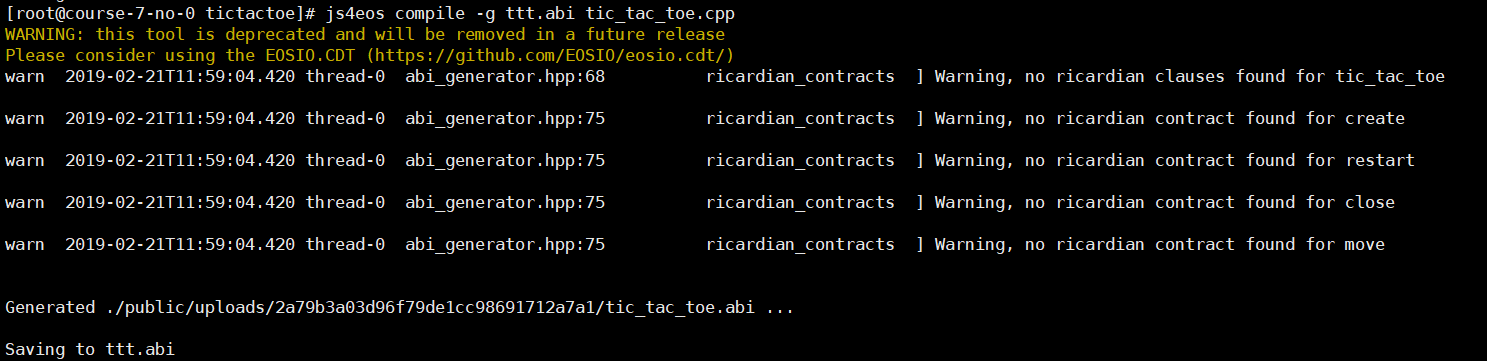 [root@course-7-no-0 tictactoe]# js4eos compile -g ttt.abi tic_tac_toe.cpp
WARNING: this tool is deprecated and will be removed in a future release
Please consider using the EOSIO.CDT (https://github.com/EOSIO/eosio.cdt/)
warn  2019-02-21T11:59:04.420 thread-0  abi_generator.hpp:68          ricardian_contracts  ] Warning, no ricardian clauses found for tic_tac_toe
warn  2019-02-21T11:59:04.420 thread-0  abi_generator.hpp:75          ricardian_contracts  ] Warning, no ricardian contract found for create
warn  2019-02-21T11:59:04.420 thread-0  abi_generator.hpp:75          ricardian_contracts  ] Warning, no ricardian contract found for restart
warn  2019-02-21T11:59:04.420 thread-0  abi_generator.hpp:75          ricardian_contracts  ] Warning, no ricardian contract found for close
warn  2019-02-21T11:59:04.420 thread-0  abi_generator.hpp:75          ricardian_contracts  ] Warning, no ricardian contract found for move
Generated ./public/uploads/2a79b3a03d96f79de1cc98691712a7a1/tic_tac_toe.abi ...
Saving to ttt.abi